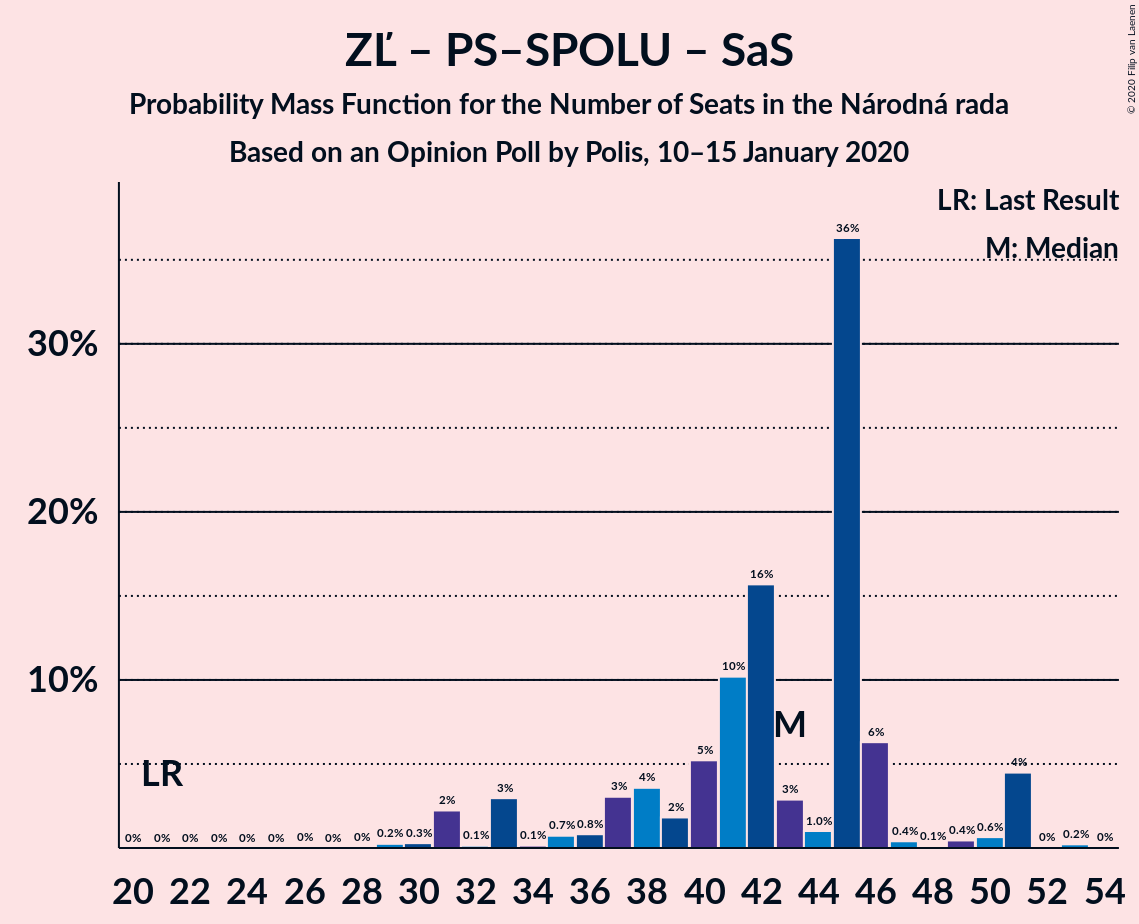 ZĽ – PS–SPOLU – SaS
Probability Mass Function for the Number of Seats in the Národná rada
Based on an Opinion Poll by Polis, 10–15 January 2020
© 2020 Filip van Laenen
LR: Last Result
M: Median
30%
20%
10%
LR
M
0% 0% 0% 0% 0% 0% 0% 0% 0% 0.2% 0.3% 2% 0.1% 3% 0.1% 0.7% 0.8% 3% 4% 2% 5% 10% 16% 3% 1.0% 36% 6% 0.4% 0.1% 0.4% 0.6% 4% 0% 0.2% 0%
20 22 24 26 28 30 32 34 36 38 40 42 44 46 48 50 52 54